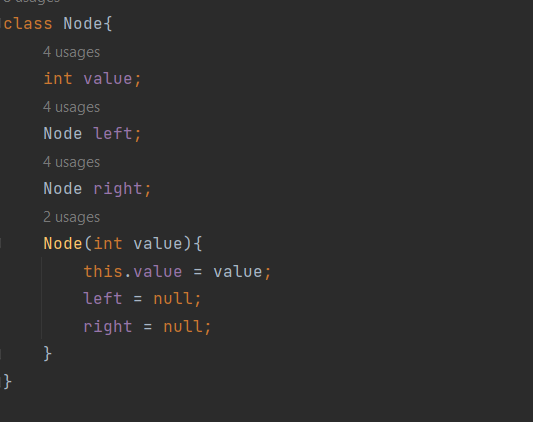 class Node{
4 usages
int value;
4 usages
Node left;
4 usages
Node right;
2 usages
Node(int value){
this.value = value;
left = null;
right = null;
}
}